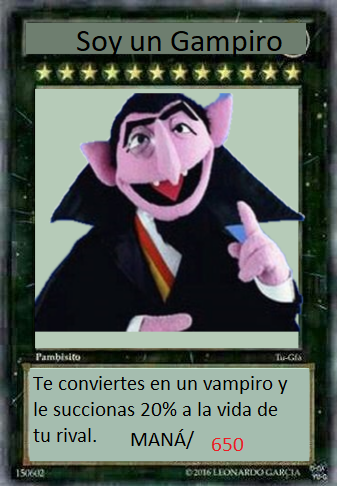 Soy un Gampiro
Pambisito Tu-Gfa
Te conviertes en un vampiro y
le succionas 20% a la vida de
tu rival.
MANÁ/ 650
150602 ©2016 LEONARDO GARCIA